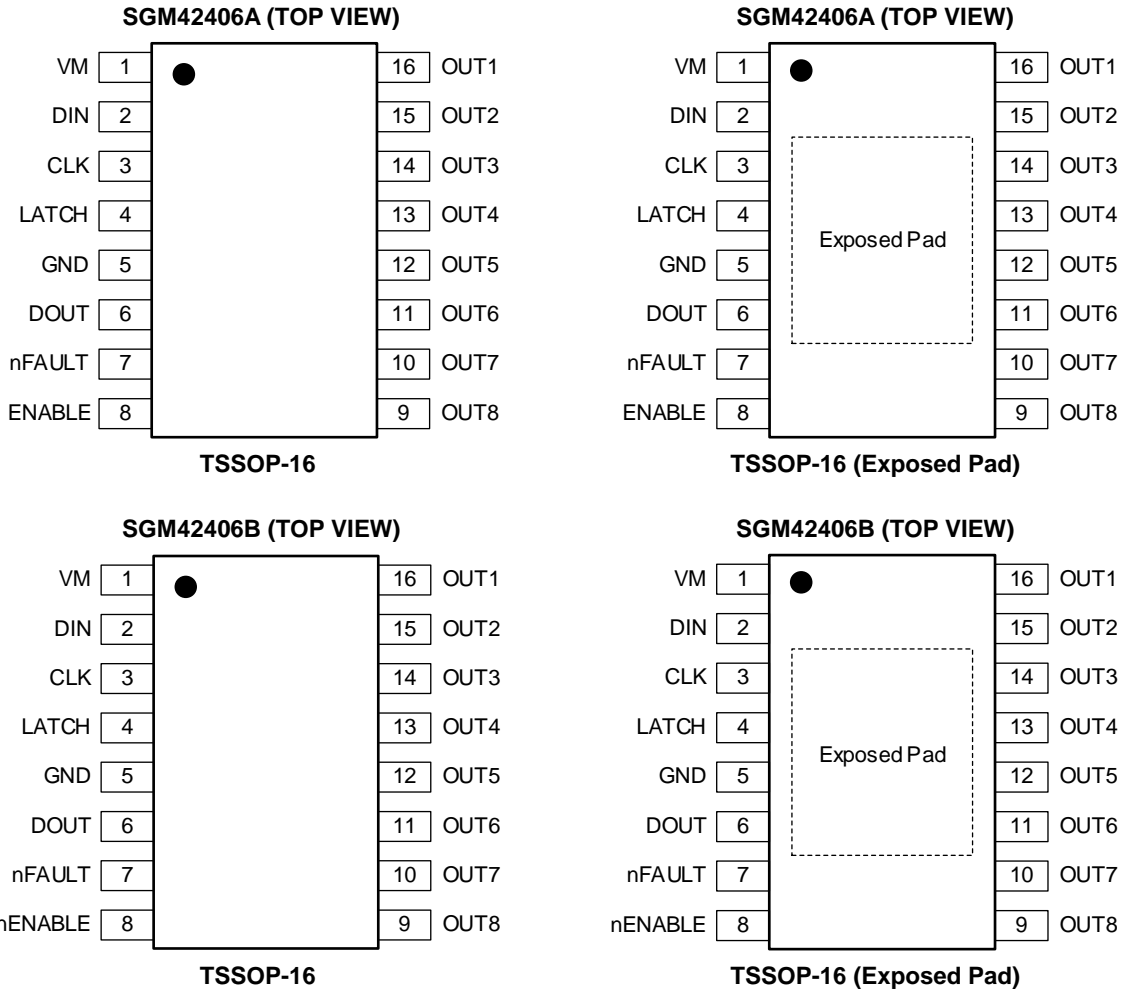 SGM42406A (TOP VIEW)
VM 1 16 OUT1
DIN 2 15 OUT2
CLK 3 14 OUT3
LATCH 4 13 OUT4
GND 5 12 OUT5
DOUT 6 11 OUT6
nFAULT 7 10 OUT7
ENABLE 8 9 OUT8
TSSOP-16
SGM42406A (TOP VIEW)
VM 1 16 OUT1
DIN 2 15 OUT2
CLK 3 14 OUT3
LATCH 4 13 OUT4
Exposed Pad
GND 5 12 OUT5
DOUT 6 11 OUT6
nFAULT 7 10 OUT7
ENABLE 8 9 OUT8
TSSOP-16 (Exposed Pad)
SGM42406B (TOP VIEW)
VM 1 16 OUT1
DIN 2 15 OUT2
CLK 3 14 OUT3
LATCH 4 13 OUT4
GND 5 12 OUT5
DOUT 6 11 OUT6
nFAULT 7 10 OUT7
nENABLE 8 9 OUT8
TSSOP-16
SGM42406B (TOP VIEW)
VM 1 16 OUT1
DIN 2 15 OUT2
CLK 3 14 OUT3
LATCH 4 13 OUT4
Exposed Pad
GND 5 12 OUT5
DOUT 6 11 OUT6
nFAULT 7 10 OUT7
nENABLE 8 9 OUT8
TSSOP-16 (Exposed Pad)